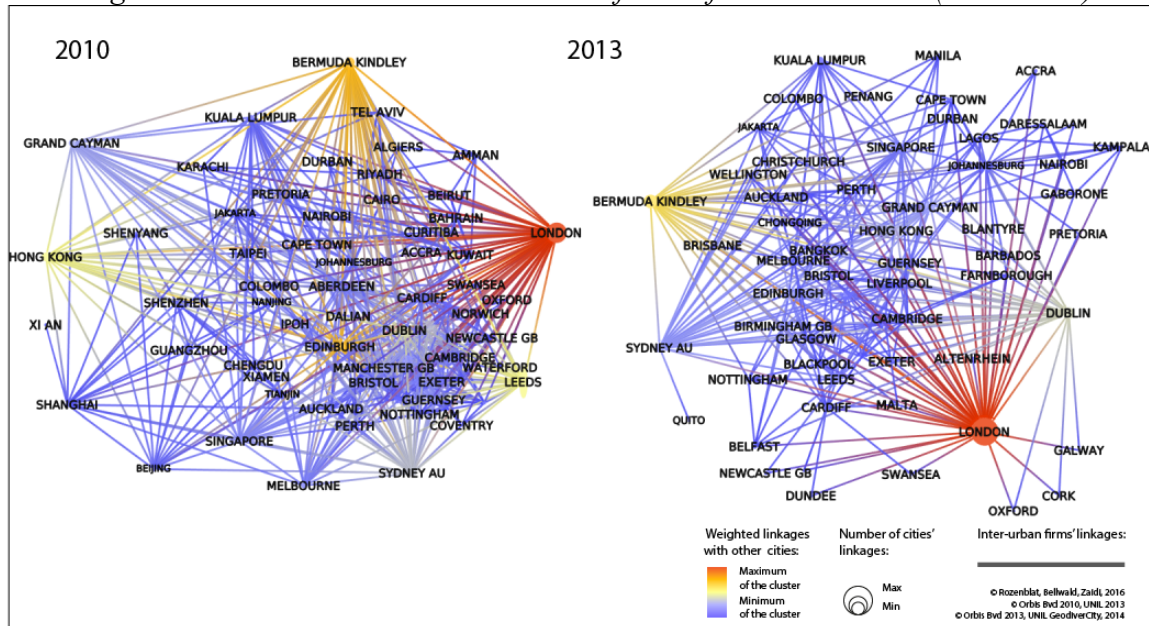 2010
BERMUDA KINDLEY
KUALA LUMPUR
TEL AVIV
GRAND CAYMAN
ALGIERS
AMMAN
KARACHI
DURBAN
RIYADH
PRETORIA
CAIRO
BEIRUT
JAKARTA
NAIROBI
BAHRAIN
SHENYANG
CURITIBA
LONDON
CAPE TOWN
HONG KONG
TAIPEI
JOHANNESBURG
ACCRA
KUWAIT
COLOMBO
ABERDEEN
SWEANSEA
SHENZHEN
NANJING
CARDIFF
OXFORD
DALIAN
NORWICH
XI AN
IPOH
DUBLIN
NEWCASTLE GB
GUANGZHOU
EDINBURGH
CAMBRIDGE
CHENGDU
MANCHESTER GB
WATERFORD
XIAMEN
BRISTOL
EXETER
LEEDS
TIANJIN
GUERNSEY
SHANGHAI
AUCKLAND
NOTTINGHAM
PERTH
COVENTRY
SINGAPORE
BEIJING
SYDNEY AU
MELBOURNE
2013
MANILA
KUALA LUMPUR
ACCRA
COLOMBO
PENANG
CAPE TOWN
DURBAN
JAKARTA
DARESSALAAM
LAGOS
SINGAPORE
KAMPALA
CHRISTCHURCH
JOHANNESBURG
NAIROBI
WELLINGTON
PERTH
GABORONE
BERMUDA KINDLEY
AUCKLAND
GRAND CAYMAN
CHONGQING
HONG KONG
BLANTYRE
PRETORIA
BRISBANE
BANGKOK
MELBOURNE
GUERNSEY
BARBADOS
BRISTOL
FARNBOROUGH
LIVERPOOL
EDINBURGH
DUBLIN
CAMBRIDGE
BIRMINGHAM GB
GLASGOW
SYDNEY AU
BLACKPOOL
EXETER
ALTENRHEIN
NOTTINGHAM
LEEDS
CARDIFF
MALTA
QUITO
LONDON
BELFAST
GALWAY
NEWCASTLE GB
SWANSEA
DUNDEE
CORK
OXFORD
Weighted linkages
with other cities:
Maximum
of the cluster
Minimum
of the cluster
Number of cities'
linkages:
Max
Min
Inter-urban firms' linkages:
© Rozenblat, Bellwald, Zaidi, 2016
© Orbis Bvd 2010, UNIL 2013
© Orbis Bvd 2013, UNIL GeodiverCity, 2014